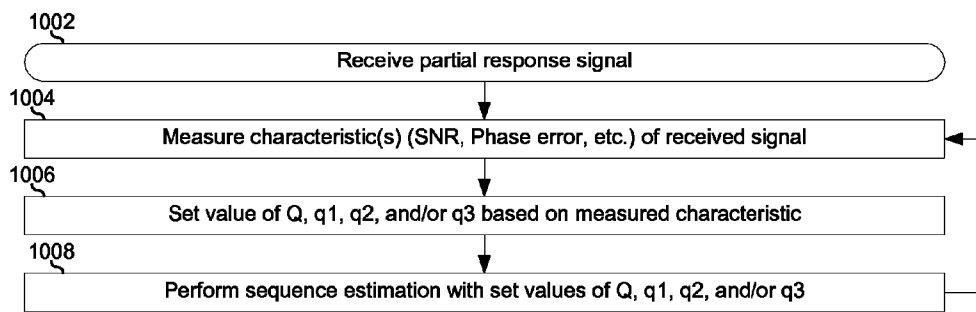 1002
Receive partial response signal
1004
Measure characteristic(s) (SNR, Phase error, etc.) of received signal
1006
Set value of Q, q1, q2, and/or q3 based on measured characteristic
1008
Perform sequence estimation with set values of Q, q1, q2, and/or q3